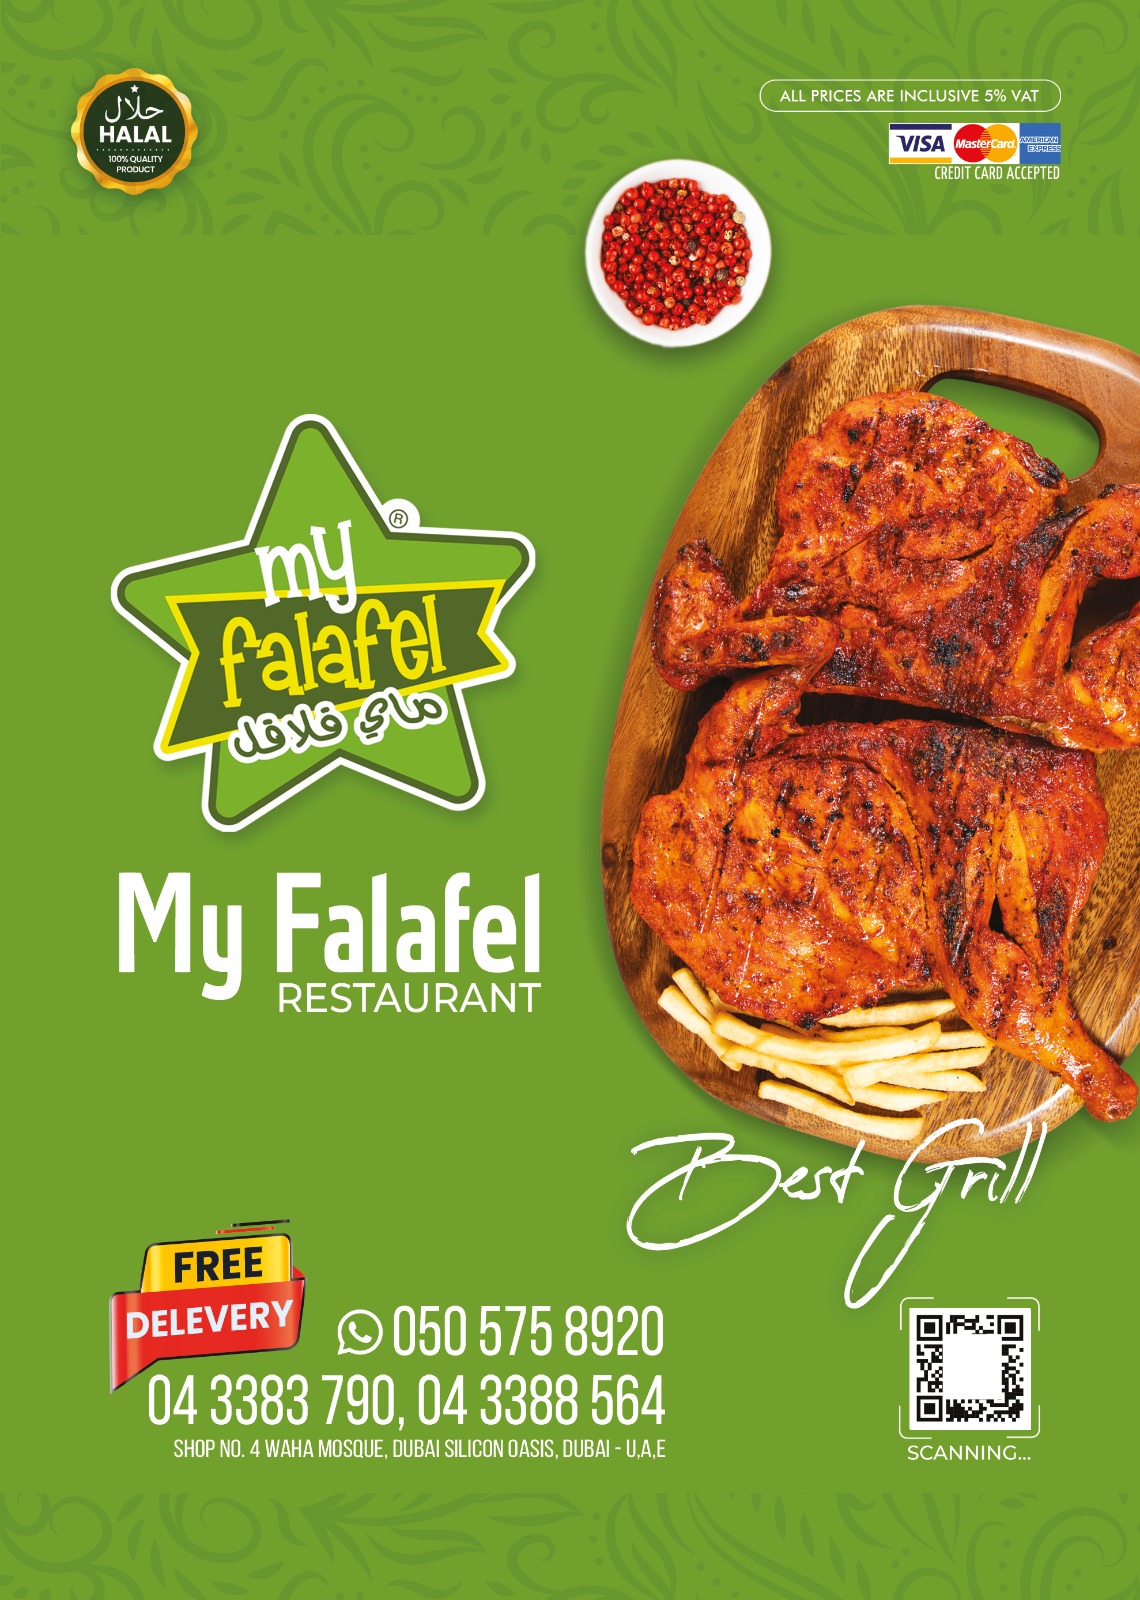 حلال
HALAL
100% QUALITY
PRODUCT
ALL PRICES ARE INCLUSIVE 5% VAT
VISA MasterCard. AMERICAN EXPRESS
CREDIT CARD ACCEPTED
my ®
falafel
ماي فلافل
My Falafel
RESTAURANT
Best Grill
FREE
DELEVERY
050 575 8920
04 3383 790, 04 3388 564
SHOP NO. 4 WAHA MOSQUE, DUBAI SILICON OASIS, DUBAI - U,A,E
SCANNING...